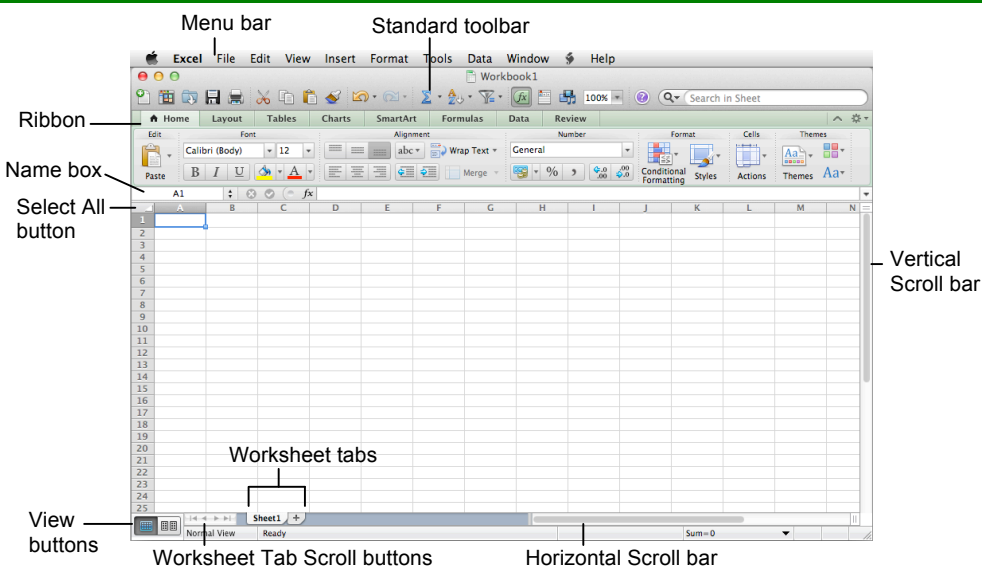 Menu bar
Standard toolbar
Excel File Edit View Insert Format Tools Data Window Help
Workbook1
100%
Search in Sheet
Ribbon
Home Layout Tables Charts SmartArt Formulas Data Review
Edit Font Alignment Number Format Cells Themes
Calibri (Body) 12 abc Wrap Text General
Paste B I U A Merge % , Conditional Formatting Styles Actions Themes Aa
Name box
A1 fx
Select All button
A B C D E F G H I J K L M N
1
2
3
4
5
6
7
8
9
10
11
12
13
14
15
16
17
18
19
20
21
22
23
24
25
Vertical Scroll bar
Worksheet tabs
Sheet1 +
View buttons
Normal View Ready Sum=0
Worksheet Tab Scroll buttons
Horizontal Scroll bar